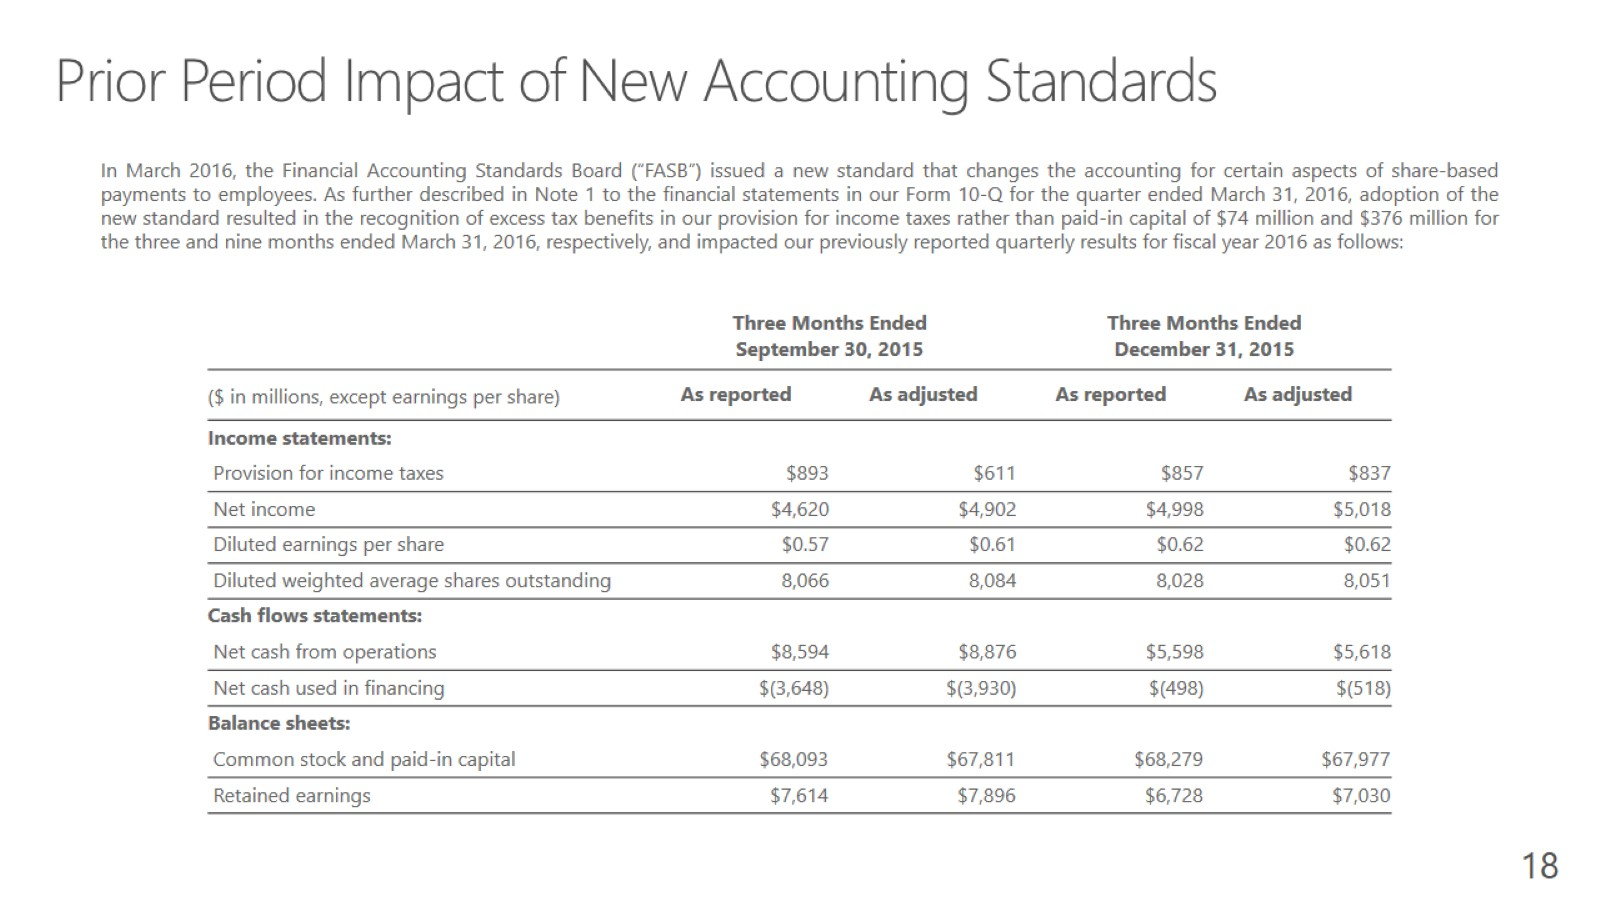 Prior Period Impact of New Accounting Standards
In March 2016, the Financial Accounting Standards Board (“FASB”) issued a new standard that changes the accounting for certain aspects of share-based
payments to employees. As further described in Note 1 to the financial statements in our Form 10-Q for the quarter ended March 31, 2016, adoption of the
new standard resulted in the recognition of excess tax benefits in our provision for income taxes rather than paid-in capital of $74 million and $376 million for
the three and nine months ended March 31, 2016, respectively, and impacted our previously reported quarterly results for fiscal year 2016 as follows:
Three Months Ended Three Months Ended
September 30, 2015 December 31, 2015
($ in millions, except earnings per share) As reported As adjusted As reported As adjusted
Income statements:
Provision for income taxes $893 $611 $857 $837
Net income $4,620 $4,902 $4,998 $5,018
Diluted earnings per share $0.57 $0.61 $0.62 $0.62
Diluted weighted average shares outstanding 8,066 8,084 8,028 8,051
Cash flows statements:
Net cash from operations $8,594 $8,876 $5,598 $5,618
Net cash used in financing $(3,648) $(3,930) $(498) $(518)
Balance sheets:
Common stock and paid-in capital $68,093 $67,811 $68,279 $67,977
Retained earnings $7,614 $7,896 $6,728 $7,030
18